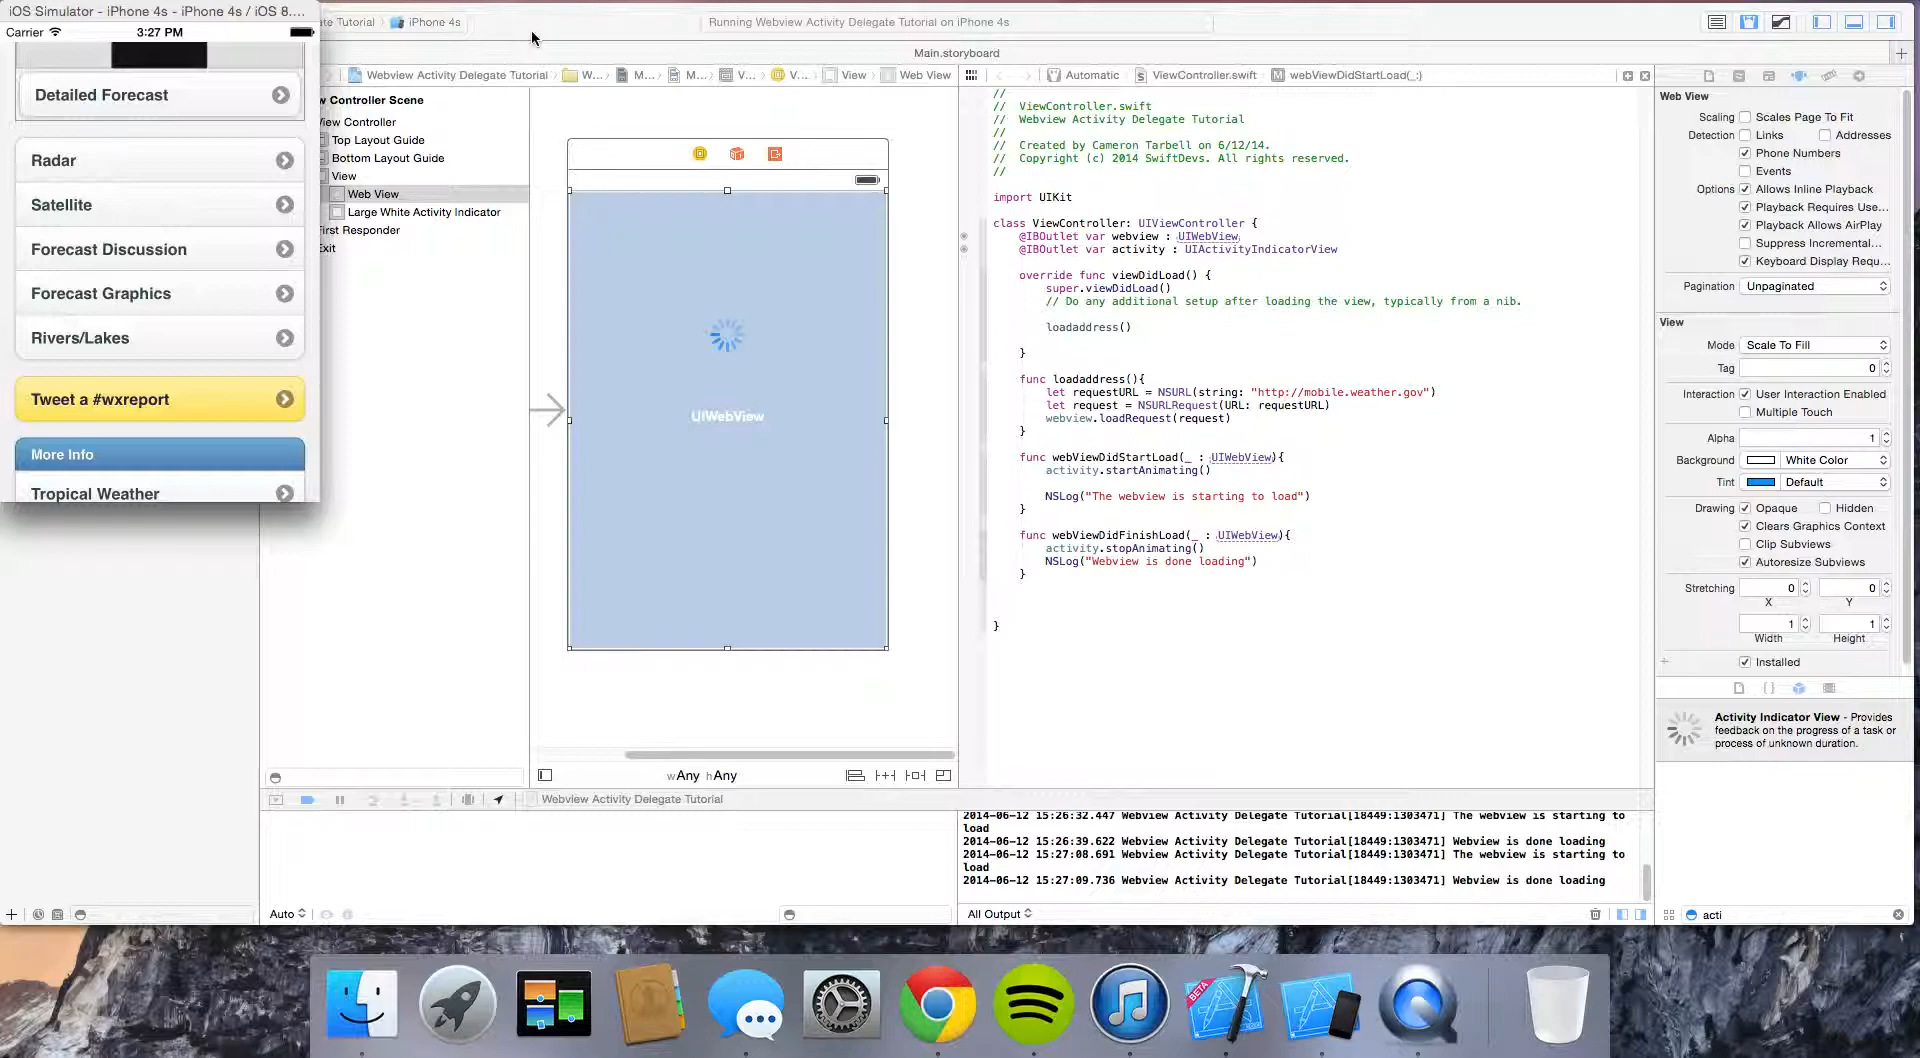 iOS Simulator - iPhone 4s - iPhone 4s / iOS 8....
Carrier
3:27 PM
Detailed Forecast
Radar
Satellite
Forecast Discussion
Forecast Graphics
Rivers/Lakes
Tweet a #wxreport
More Info
Tropical Weather
te Tutorial
iPhone 4s
Running Webview Activity Delegate Tutorial on iPhone 4s
Main.storyboard
Webview Activity Delegate Tutorial W... M... M... V... V... View Web View
w Controller Scene
View Controller
Top Layout Guide
Bottom Layout Guide
View
Web View
Large White Activity Indicator
First Responder
Exit
UIWebView
wAny hAny
Automatic ViewController.swift webViewDidStartLoad(_:)
//
// ViewController.swift
// Webview Activity Delegate Tutorial
//
// Created by Cameron Tarbell on 6/12/14.
// Copyright (c) 2014 SwiftDevs. All rights reserved.
//
import UIKit
class ViewController: UIViewController {
@IBOutlet var webview : UIWebView
@IBOutlet var activity : UIActivityIndicatorView
override func viewDidLoad() {
super.viewDidLoad()
// Do any additional setup after loading the view, typically from a nib.
loadaddress()
}
func loadaddress(){
let requestURL = NSURL(string: "http://mobile.weather.gov")
let request = NSURLRequest(URL: requestURL)
webview.loadRequest(request)
}
func webViewDidStartLoad(_ : UIWebView){
activity.startAnimating()
NSLog("The webview is starting to load")
}
func webViewDidFinishLoad(_ : UIWebView){
activity.stopAnimating()
NSLog("Webview is done loading")
}
}
Web View
Scaling Scales Page To Fit
Detection Links Addresses
Phone Numbers
Events
Options Allows Inline Playback
Playback Requires Use...
Playback Allows AirPlay
Suppress Incremental...
Keyboard Display Requ...
Pagination Unpaginated
View
Mode Scale To Fill
Tag 0
Interaction User Interaction Enabled
Multiple Touch
Alpha 1
Background White Color
Tint Default
Drawing Opaque Hidden
Clears Graphics Context
Clip Subviews
Autoresize Subviews
Stretching 0 0
X Y
1 1
Width Height
Installed
Activity Indicator View - Provides
feedback on the progress of a task or
process of unknown duration.
acti
Webview Activity Delegate Tutorial
2014-06-12 15:26:32.447 Webview Activity Delegate Tutorial[18449:1303471] The webview is starting to
load
2014-06-12 15:26:39.622 Webview Activity Delegate Tutorial[18449:1303471] Webview is done loading
2014-06-12 15:27:08.691 Webview Activity Delegate Tutorial[18449:1303471] The webview is starting to
load
2014-06-12 15:27:09.736 Webview Activity Delegate Tutorial[18449:1303471] Webview is done loading
Auto
All Output
BETA